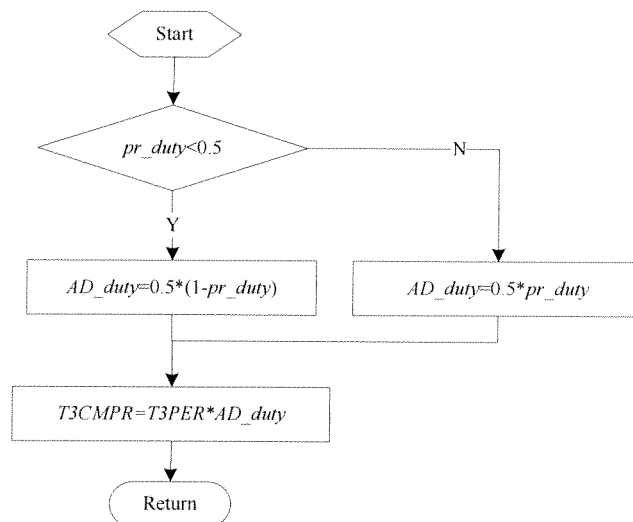 Start
pr_duty<0.5
N
Y
AD_duty=0.5*(1-pr_duty)
AD_duty=0.5*pr_duty
T3CMPR=T3PER*AD_duty
Return